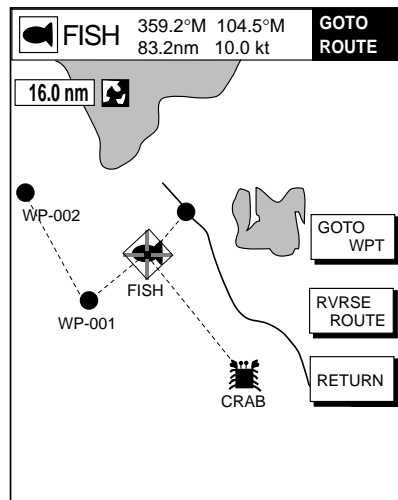 FISH
359.2°M 104.5°M
83.2nm 10.0 kt
GOTO
ROUTE
16.0 nm
WP-002
GOTO
WPT
FISH
WP-001
RVRSE
ROUTE
RETURN
CRAB